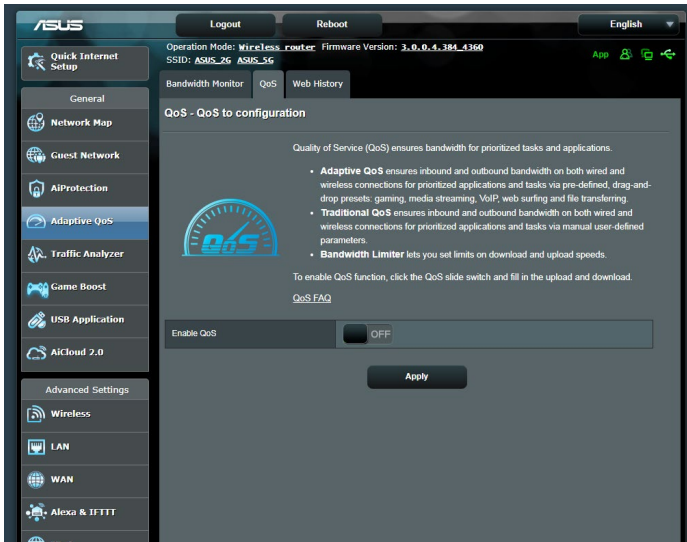 ASUS
Logout
Reboot
English
Quick Internet
Setup
Operation Mode: Wireless router Firmware Version: 3.0.0.4.384_4360
SSID: ASUS_2G ASUS_5G
App
Bandwidth Monitor
QoS
Web History
General
Network Map
Guest Network
AiProtection
Adaptive QoS
Traffic Analyzer
Game Boost
USB Application
AiCloud 2.0
Advanced Settings
Wireless
LAN
WAN
Alexa & IFTTT
QoS - QoS to configuration
QoS
Quality of Service (QoS) ensures bandwidth for prioritized tasks and applications.
• Adaptive QoS ensures inbound and outbound bandwidth on both wired and
wireless connections for prioritized applications and tasks via pre-defined, drag-and-
drop presets: gaming, media streaming, VoIP, web surfing and file transferring.
• Traditional QoS ensures inbound and outbound bandwidth on both wired and
wireless connections for prioritized applications and tasks via manual user-defined
parameters.
• Bandwidth Limiter lets you set limits on download and upload speeds.
To enable QoS function, click the QoS slide switch and fill in the upload and download.
QoS FAQ
Enable QoS
OFF
Apply